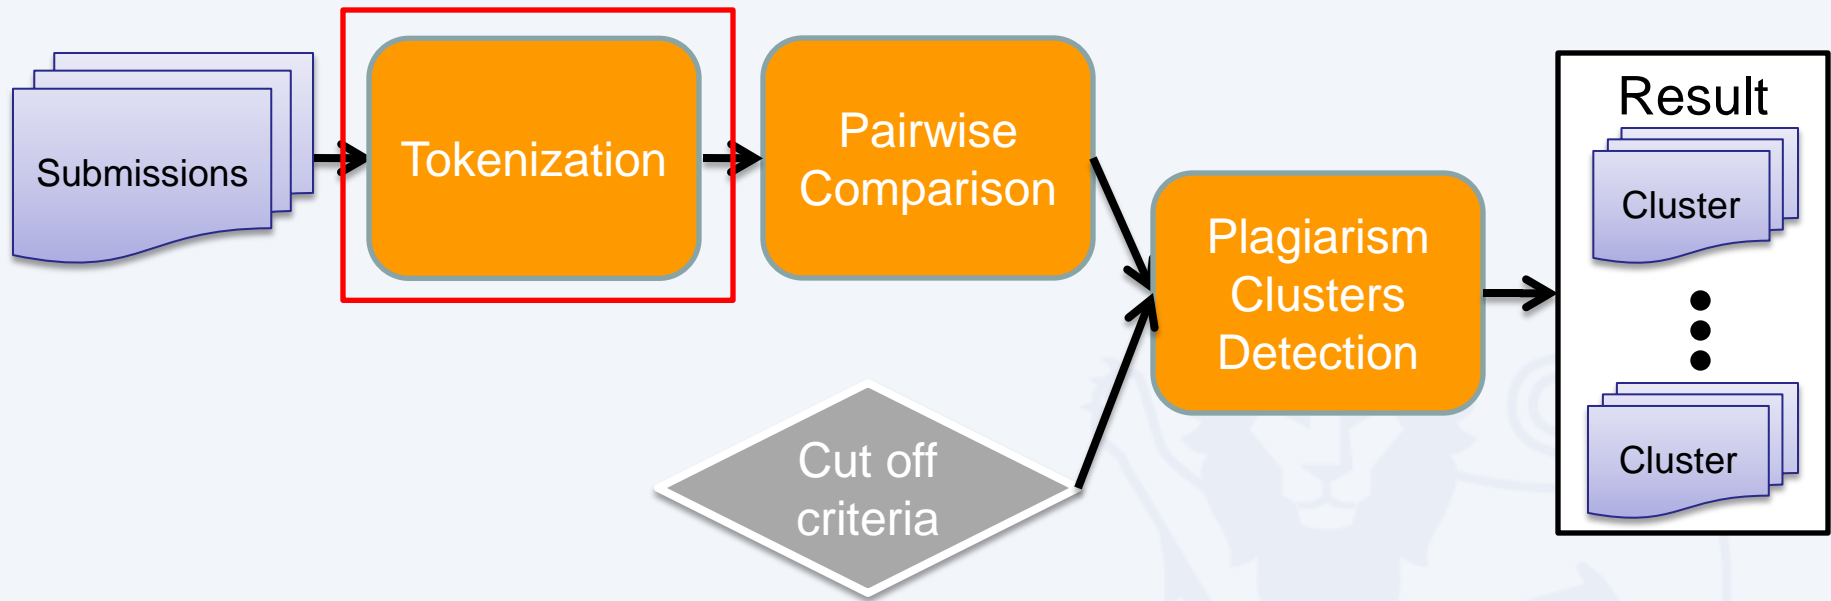 Submissions
Tokenization
Pairwise
Comparison
Cut off
criteria
Plagiarism
Clusters
Detection
Result
Cluster
Cluster